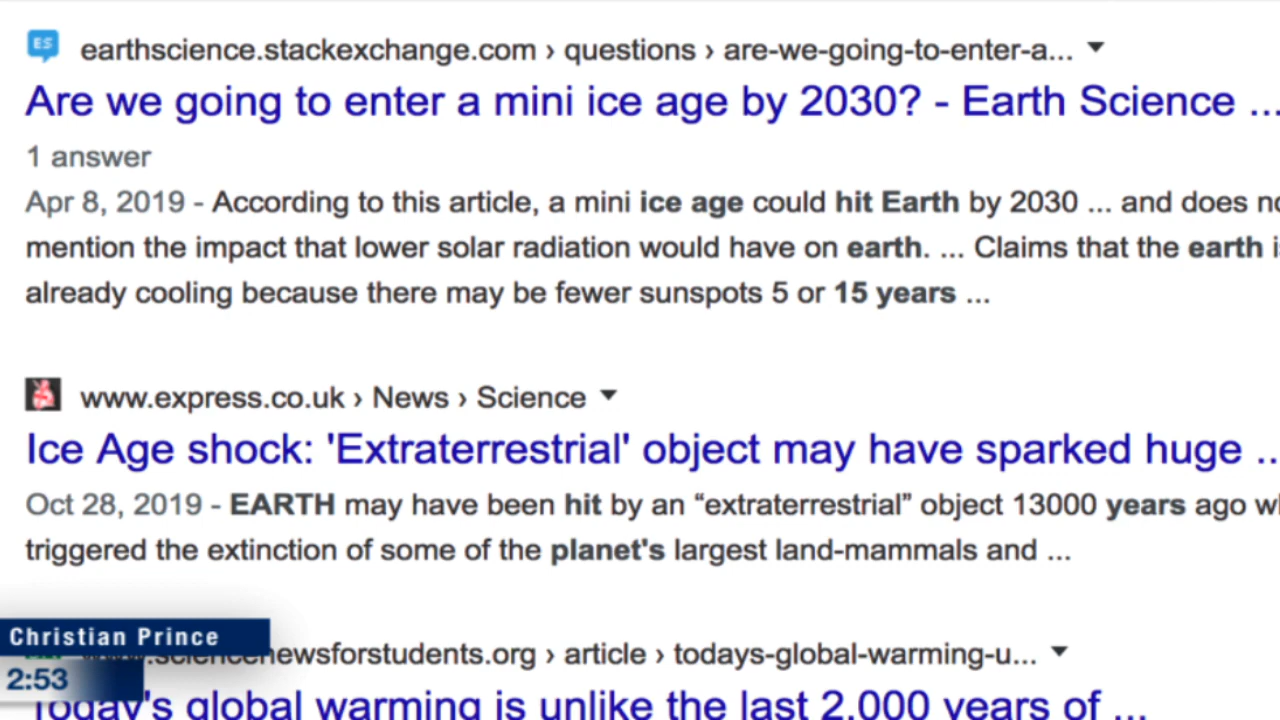 ES
earthscience.stackexchange.com › questions › are-we-going-to-enter-a...
Are we going to enter a mini ice age by 2030? - Earth Science ...
1 answer
Apr 8, 2019 - According to this article, a mini ice age could hit Earth by 2030 ... and does
mention the impact that lower solar radiation would have on earth. ... Claims that the earth
already cooling because there may be fewer sunspots 5 or 15 years ...
www.express.co.uk › News › Science
Ice Age shock: 'Extraterrestrial' object may have sparked huge ..
Oct 28, 2019 - EARTH may have been hit by an “extraterrestrial” object 13000 years ago
triggered the extinction of some of the planet's largest land-mammals and ...
Christian Prince
www.sciencenewsforstudents.org › article › todays-global-warming-u...
2:53
Today's global warming is unlike the last 2,000 years of ...